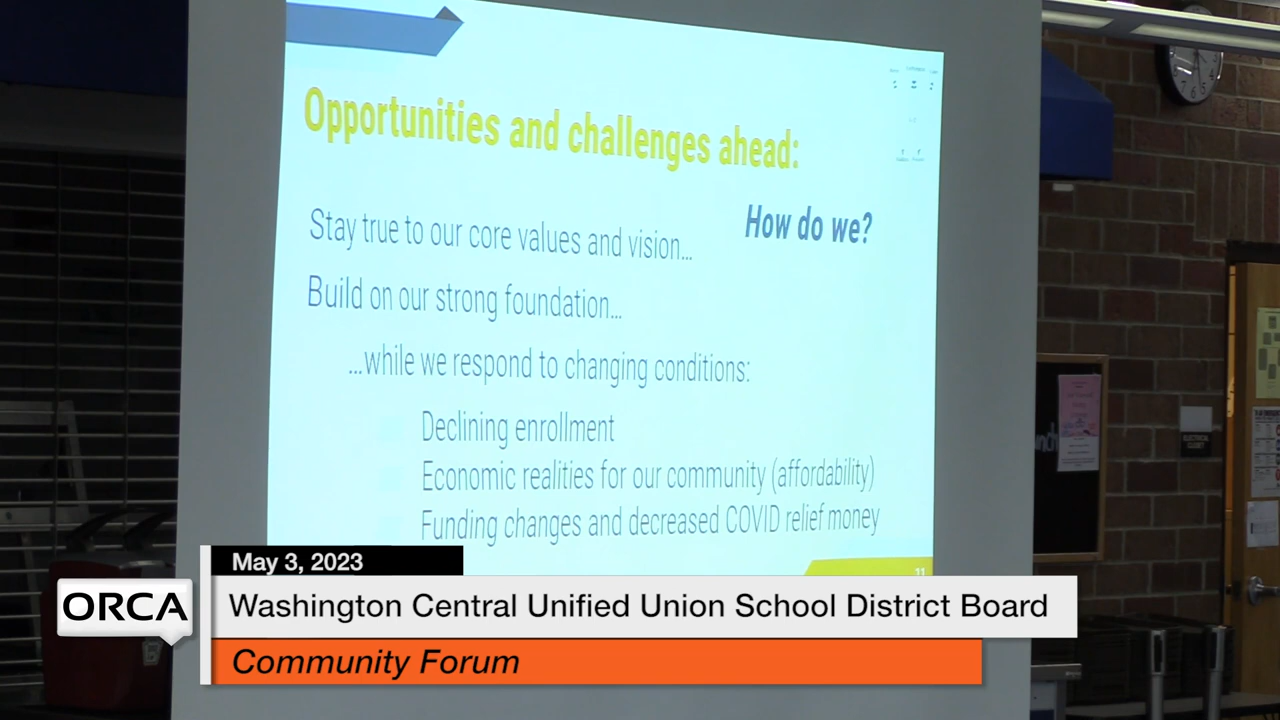 Opportunities and challenges ahead:
How do we?
Stay true to our core values and vision...
Build on our strong foundation...
...while we respond to changing conditions:
Declining enrollment
Economic realities for our community (affordability)
Funding changes and decreased COVID relief money
11
May 3, 2023
ORCA
Washington Central Unified Union School District Board
Community Forum
ELECTRICAL
CLOSET